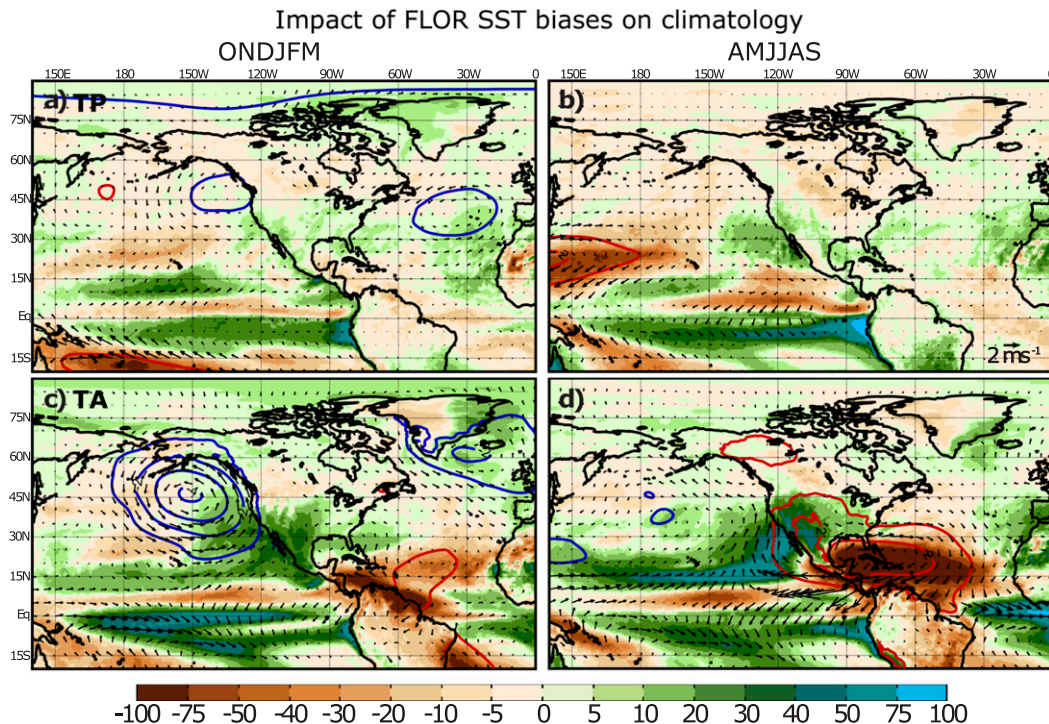 Impact of FLOR SST biases on climatology
ONDJFM AMJJAS
150E 180 150W 120W 90W 60W 30W 0 150E 180 150W 120W 90W 60W 30W 0
a) TP b)
75N
60N
45N
30N
15N
Eq
15S
2 ms⁻¹
c) TA d)
75N
60N
45N
30N
15N
Eq
15S
-100 -75 -50 -40 -30 -20 -10 -5 0 5 10 20 30 40 50 75 100